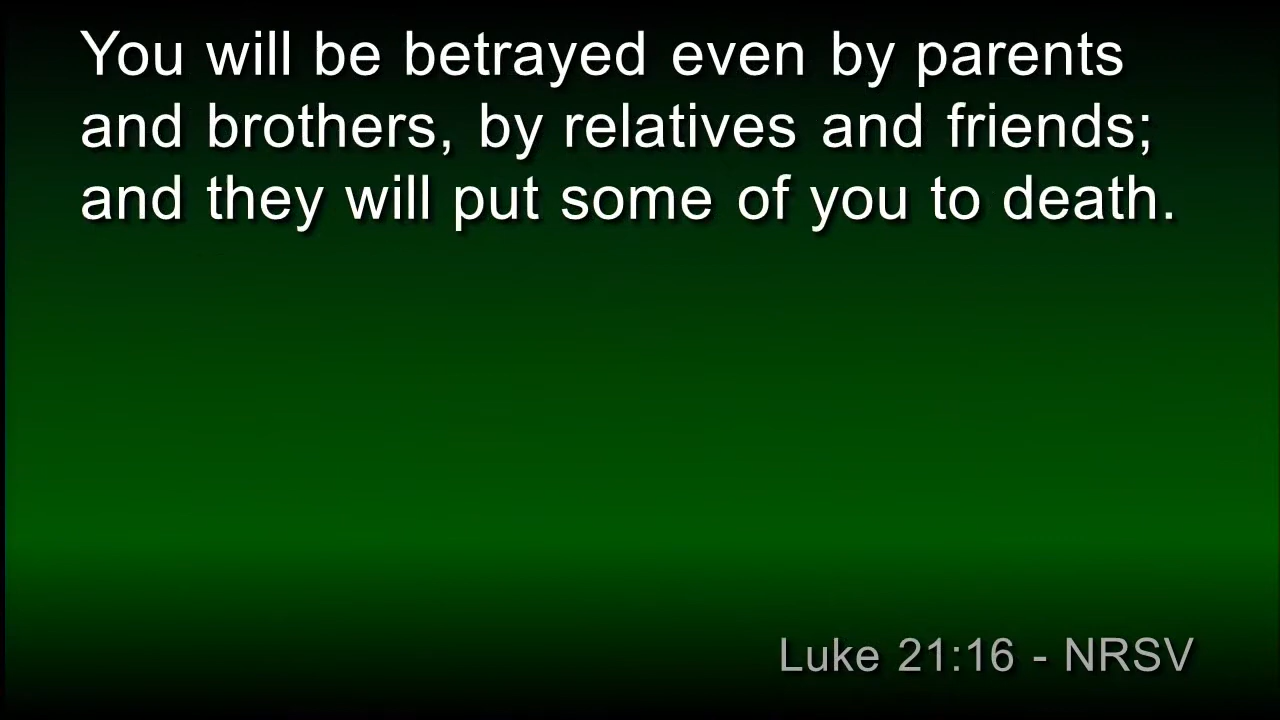 You will be betrayed even by parents
and brothers, by relatives and friends;
and they will put some of you to death.
Luke 21:16 - NRSV